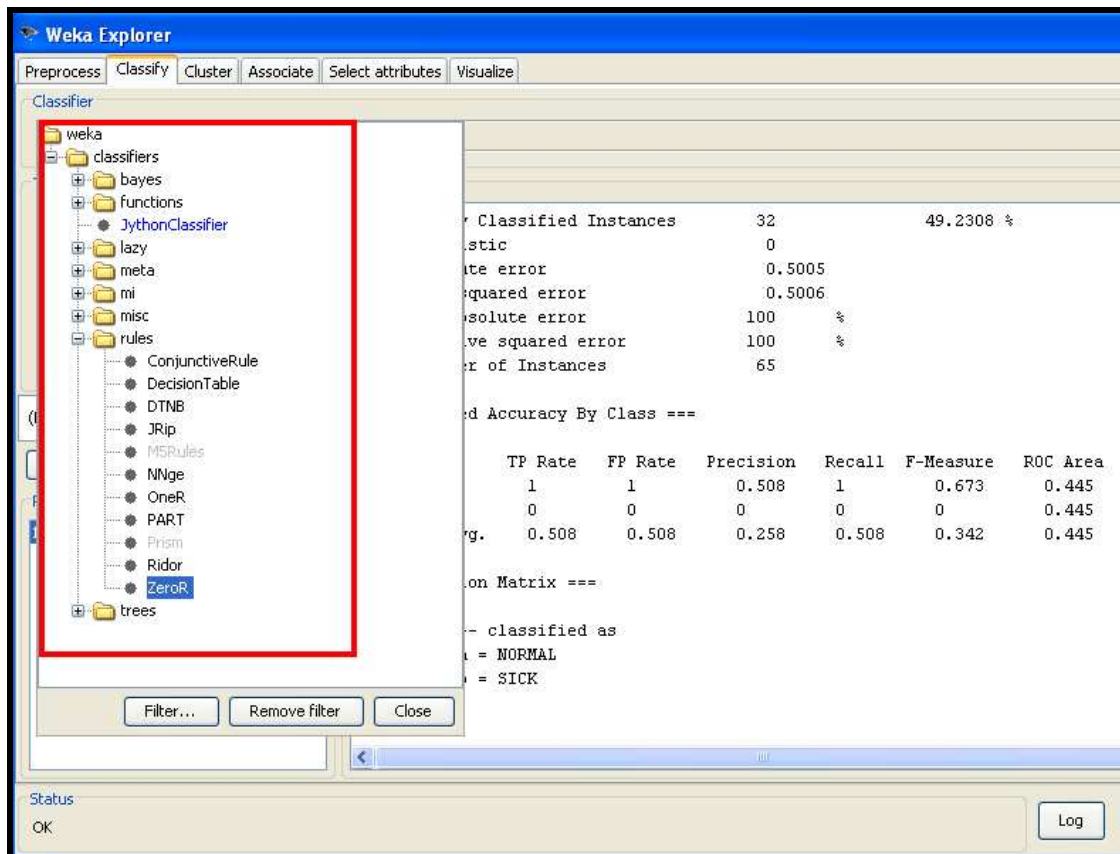 Weka Explorer
Preprocess Classify Cluster Associate Select attributes Visualize
Classifier
weka
classifiers
bayes
functions
JythonClassifier
lazy
meta
mi
misc
rules
ConjunctiveRule
DecisionTable
DTNB
JRip
M5Rules
NNge
OneR
PART
Prism
Ridor
ZeroR
trees
Filter... Remove filter Close
Classified Instances 32 49.2308 %
stic 0
te error 0.5005
quared error 0.5006
solute error 100 %
ve squared error 100 %
r of Instances 65
d Accuracy By Class ===
TP Rate FP Rate Precision Recall F-Measure ROC Area
1 1 0.508 1 0.673 0.445
0 0 0 0 0 0.445
vg. 0.508 0.508 0.258 0.508 0.342 0.445
on Matrix ===
-- classified as
= NORMAL
= SICK
Status
OK
Log